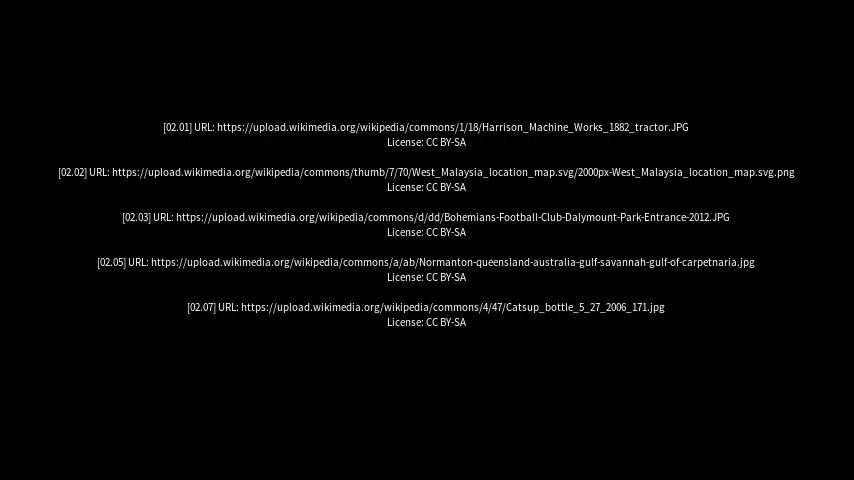 [02.01] URL: https://upload.wikimedia.org/wikipedia/commons/1/18/Harrison_Machine_Works_1882_tractor.JPG
License: CC BY-SA
[02.02] URL: https://upload.wikimedia.org/wikipedia/commons/thumb/7/70/West_Malaysia_location_map.svg/2000px-West_Malaysia_location_map.svg.png
License: CC BY-SA
[02.03] URL: https://upload.wikimedia.org/wikipedia/commons/d/dd/Bohemians-Football-Club-Dalymount-Park-Entrance-2012.JPG
License: CC BY-SA
[02.05] URL: https://upload.wikimedia.org/wikipedia/commons/a/ab/Normanton-queensland-australia-gulf-savannah-gulf-of-carpetnaria.jpg
License: CC BY-SA
[02.07] URL: https://upload.wikimedia.org/wikipedia/commons/4/47/Catsup_bottle_5_27_2006_171.jpg
License: CC BY-SA